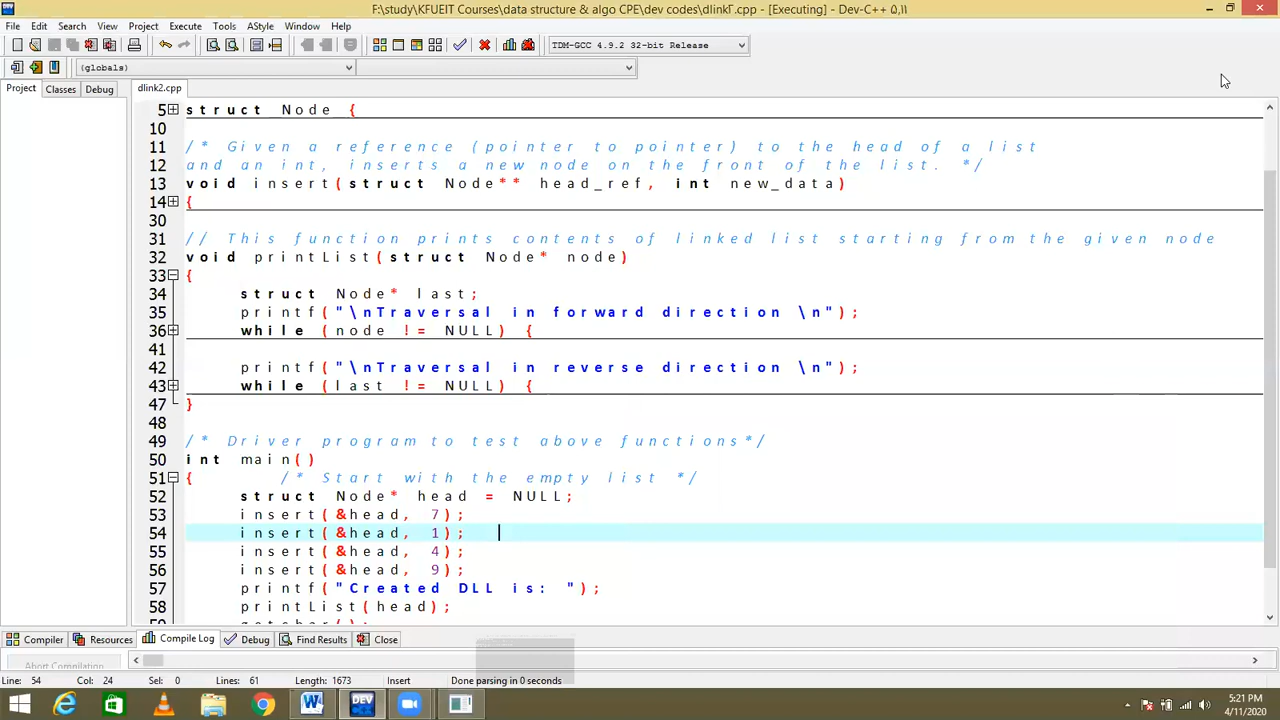 F:\study\KFUEIT Courses\data structure & algo CPE\dev codes\dlink٢.cpp - [Executing] - Dev-C++ ٥,١١
File Edit Search View Project Execute Tools AStyle Window Help
TDM-GCC 4.9.2 32-bit Release
(globals)
Project Classes Debug dlink2.cpp
5 struct Node {
10
11 /* Given a reference (pointer to pointer) to the head of a list
12 and an int, inserts a new node on the front of the list. */
13 void insert(struct Node** head_ref, int new_data)
14 {
30
31 // This function prints contents of linked list starting from the given node
32 void printList(struct Node* node)
33 {
34 struct Node* last;
35 printf("\nTraversal in forward direction \n");
36 while (node != NULL) {
41
42 printf("\nTraversal in reverse direction \n");
43 while (last != NULL) {
47 }
48
49 /* Driver program to test above functions*/
50 int main()
51 { /* Start with the empty list */
52 struct Node* head = NULL;
53 insert(&head, 7);
54 insert(&head, 1);
55 insert(&head, 4);
56 insert(&head, 9);
57 printf("Created DLL is: ");
58 printList(head);
59 getchar();
Compiler Resources Compile Log Debug Find Results Close
Abort Compilation
Line: 54 Col: 24 Sel: 0 Lines: 61 Length: 1673 Insert Done parsing in 0 seconds
5:21 PM
4/11/2020